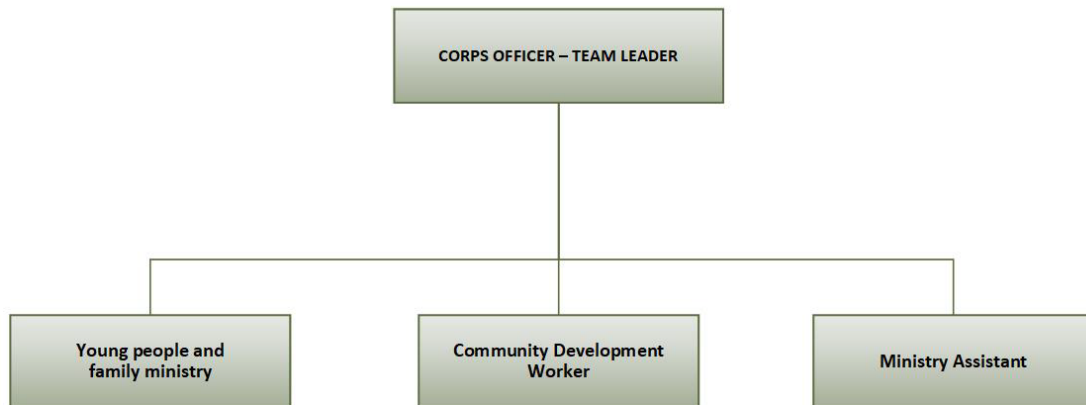 CORPS OFFICER – TEAM LEADER
Young people and
family ministry
Community Development
Worker
Ministry Assistant